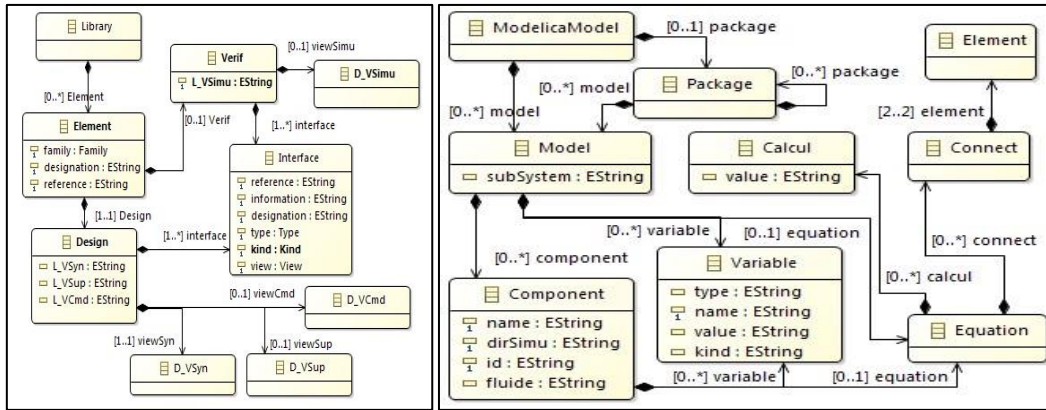 Library
[0..*] Element
Element
family : Family
designation : EString
reference : EString
[0..1] Verif
Verif
L_VSimu : EString
[0..1] viewSimu
D_VSimu
[1..*] interface
Interface
reference : EString
information : EString
designation : EString
type : Type
kind : Kind
view : View
[1..1] Design
Design
L_VSyn : EString
L_VSup : EString
L_VCmd : EString
[1..*] interface
[0..1] viewCmd
D_VCmd
[1..1] viewSyn
[0..1] viewSup
D_VSyn
D_VSup
ModelicaModel
[0..1] package
Package
[0..*] package
[0..*] model
[0..*] model
Model
subSystem : EString
Calcul
value : EString
Element
[2..2] element
Connect
[0..*] variable
[0..1] equation
[0..*] connect
[0..*] component
[0..*] calcul
Component
name : EString
dirSimu : EString
id : EString
fluide : EString
Variable
type : EString
name : EString
value : EString
kind : EString
Equation
[0..*] variable
[0..1] equation